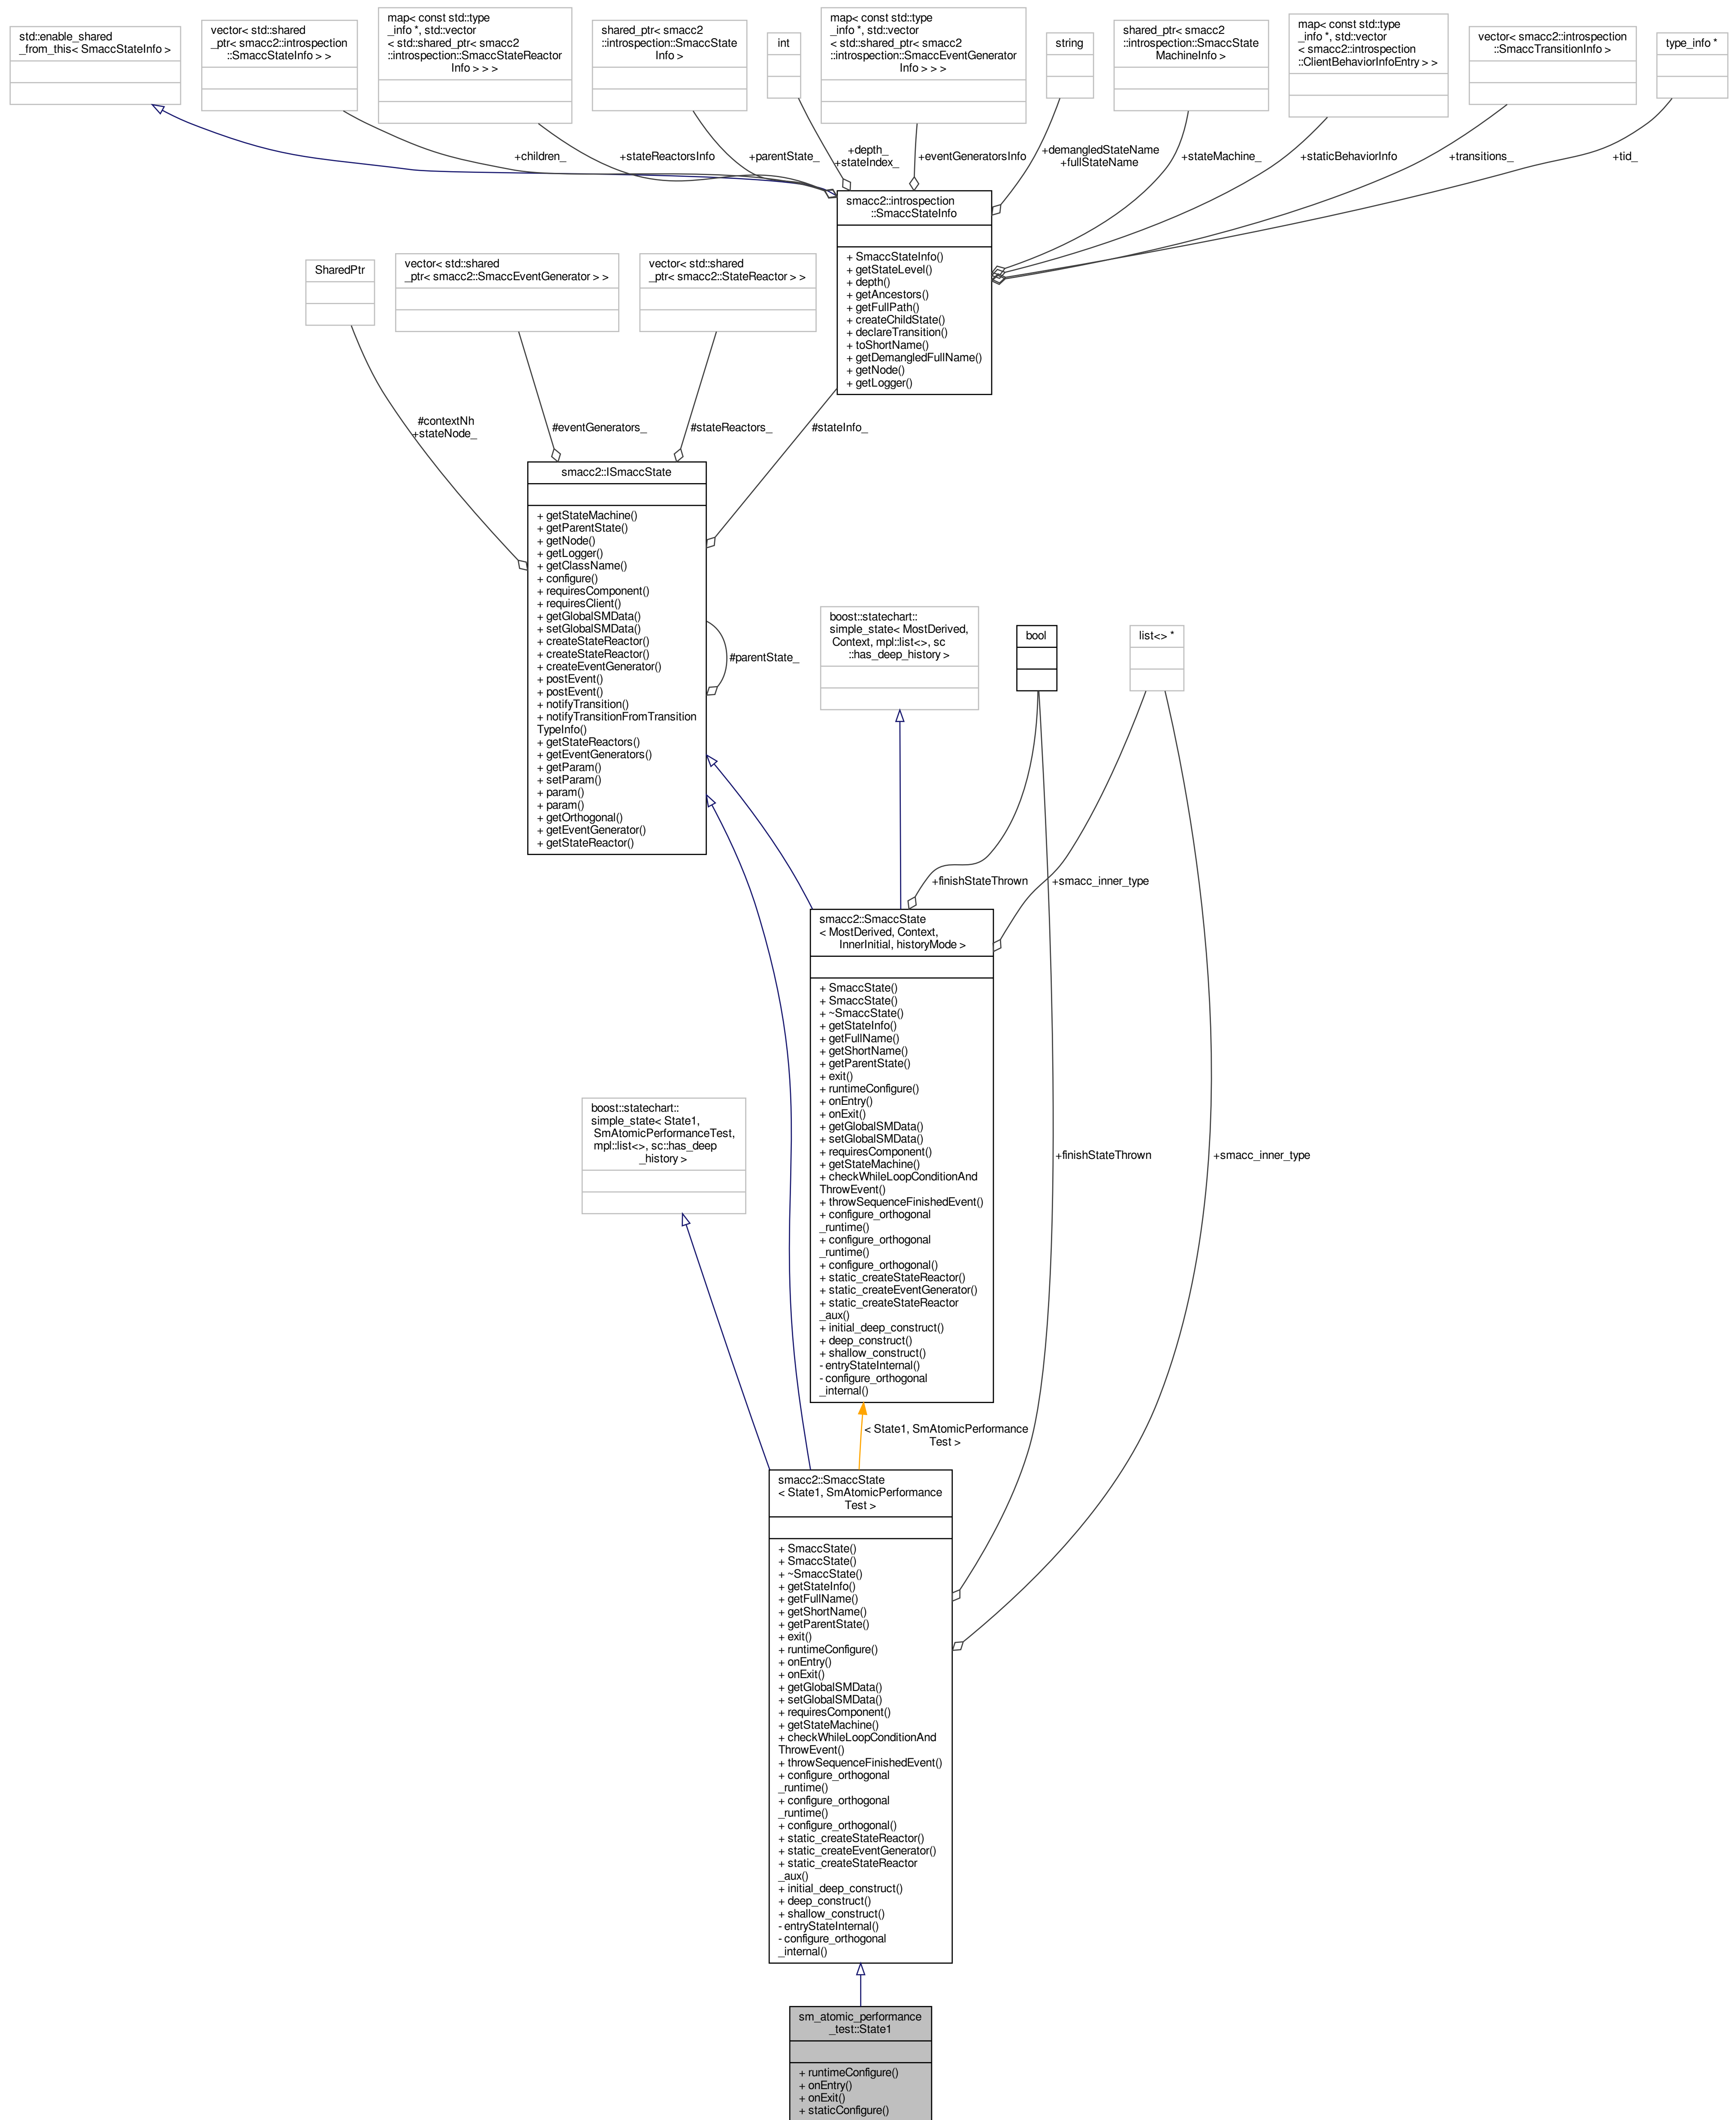 std::enable_shared
_from_this< SmaccStateInfo >
vector< std::shared
_ptr< smacc2::introspection
::SmaccStateInfo > >
map< const std::type
_info *, std::vector
< std::shared_ptr< smacc2
::introspection::SmaccStateReactor
Info > > >
shared_ptr< smacc2
::introspection::SmaccState
Info >
int
map< const std::type
_info *, std::vector
< std::shared_ptr< smacc2
::introspection::SmaccEventGenerator
Info > > >
string
shared_ptr< smacc2
::introspection::SmaccState
MachineInfo >
map< const std::type
_info *, std::vector
< smacc2::introspection
::ClientBehaviorInfoEntry > >
vector< smacc2::introspection
::SmaccTransitionInfo >
type_info *
+children_
+stateReactorsInfo
+parentState_
+depth_
+stateIndex_
+eventGeneratorsInfo
+demangledStateName
+fullStateName
+stateMachine_
+staticBehaviorInfo
+transitions_
+tid_
smacc2::introspection
::SmaccStateInfo
+ SmaccStateInfo()
+ getStateLevel()
+ depth()
+ getAncestors()
+ getFullPath()
+ createChildState()
+ declareTransition()
+ toShortName()
+ getDemangledFullName()
+ getNode()
+ getLogger()
SharedPtr
vector< std::shared
_ptr< smacc2::SmaccEventGenerator > >
vector< std::shared
_ptr< smacc2::StateReactor > >
#contextNh
+stateNode_
#eventGenerators_
#stateReactors_
#stateInfo_
smacc2::ISmaccState
+ getStateMachine()
+ getParentState()
+ getNode()
+ getLogger()
+ getClassName()
+ configure()
+ requiresComponent()
+ requiresClient()
+ getGlobalSMData()
+ setGlobalSMData()
+ createStateReactor()
+ createStateReactor()
+ createEventGenerator()
+ postEvent()
+ postEvent()
+ notifyTransition()
+ notifyTransitionFromTransition
TypeInfo()
+ getStateReactors()
+ getEventGenerators()
+ getParam()
+ setParam()
+ param()
+ param()
+ getOrthogonal()
+ getEventGenerator()
+ getStateReactor()
#parentState_
boost::statechart::
simple_state< MostDerived,
Context, mpl::list<>, sc
::has_deep_history >
bool
list<> *
+finishStateThrown
+smacc_inner_type
smacc2::SmaccState
< MostDerived, Context,
InnerInitial, historyMode >
+ SmaccState()
+ SmaccState()
+ ~SmaccState()
+ getStateInfo()
+ getFullName()
+ getShortName()
+ getParentState()
+ exit()
+ runtimeConfigure()
+ onEntry()
+ onExit()
+ getGlobalSMData()
+ setGlobalSMData()
+ requiresComponent()
+ getStateMachine()
+ checkWhileLoopConditionAnd
ThrowEvent()
+ throwSequenceFinishedEvent()
+ configure_orthogonal
_runtime()
+ configure_orthogonal
_runtime()
+ configure_orthogonal()
+ static_createStateReactor()
+ static_createEventGenerator()
+ static_createStateReactor
_aux()
+ initial_deep_construct()
+ deep_construct()
+ shallow_construct()
- entryStateInternal()
- configure_orthogonal
_internal()
boost::statechart::
simple_state< State1,
SmAtomicPerformanceTest,
mpl::list<>, sc::has_deep
_history >
+finishStateThrown
+smacc_inner_type
< State1, SmAtomicPerformance
Test >
smacc2::SmaccState
< State1, SmAtomicPerformance
Test >
+ SmaccState()
+ SmaccState()
+ ~SmaccState()
+ getStateInfo()
+ getFullName()
+ getShortName()
+ getParentState()
+ exit()
+ runtimeConfigure()
+ onEntry()
+ onExit()
+ getGlobalSMData()
+ setGlobalSMData()
+ requiresComponent()
+ getStateMachine()
+ checkWhileLoopConditionAnd
ThrowEvent()
+ throwSequenceFinishedEvent()
+ configure_orthogonal
_runtime()
+ configure_orthogonal
_runtime()
+ configure_orthogonal()
+ static_createStateReactor()
+ static_createEventGenerator()
+ static_createStateReactor
_aux()
+ initial_deep_construct()
+ deep_construct()
+ shallow_construct()
- entryStateInternal()
- configure_orthogonal
_internal()
sm_atomic_performance
_test::State1
+ runtimeConfigure()
+ onEntry()
+ onExit()
+ staticConfigure()